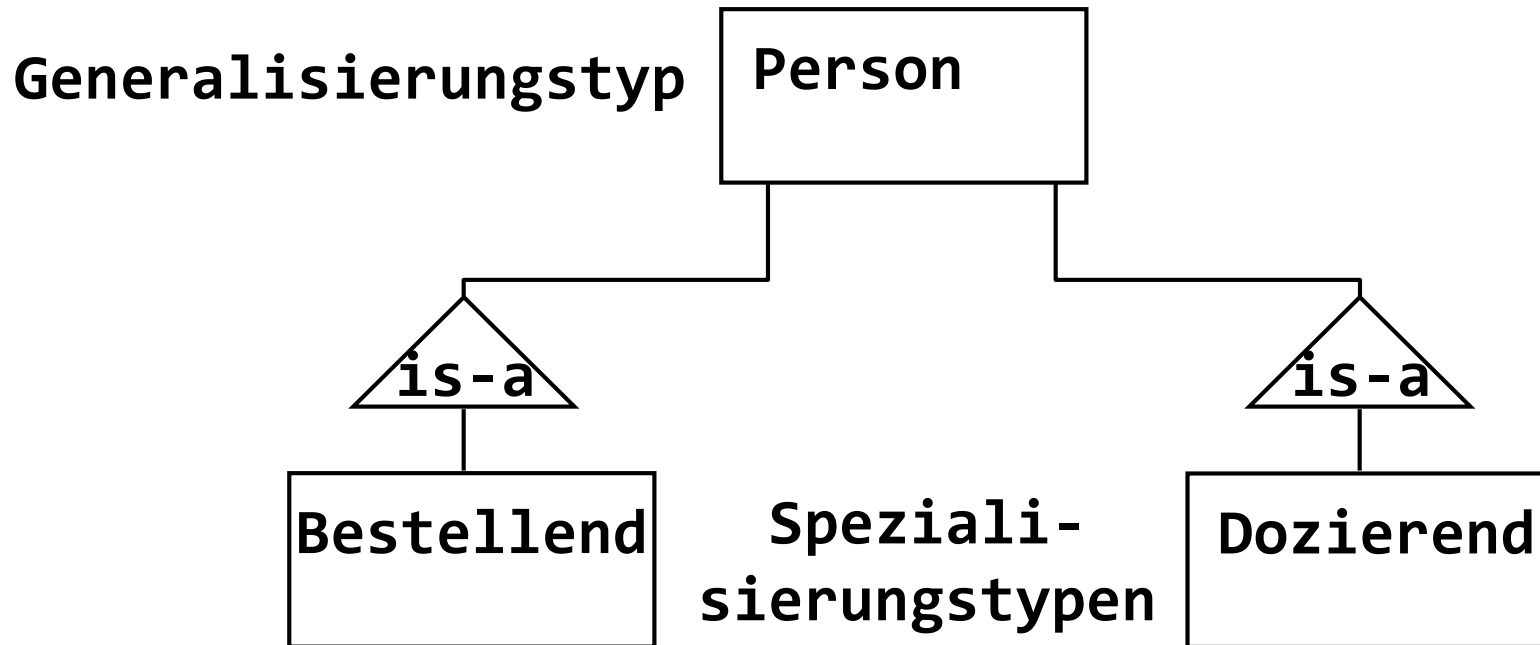 Generalisierungstyp
Person
is-a
is-a
Bestellend
Speziali-
sierungstypen
Dozierend